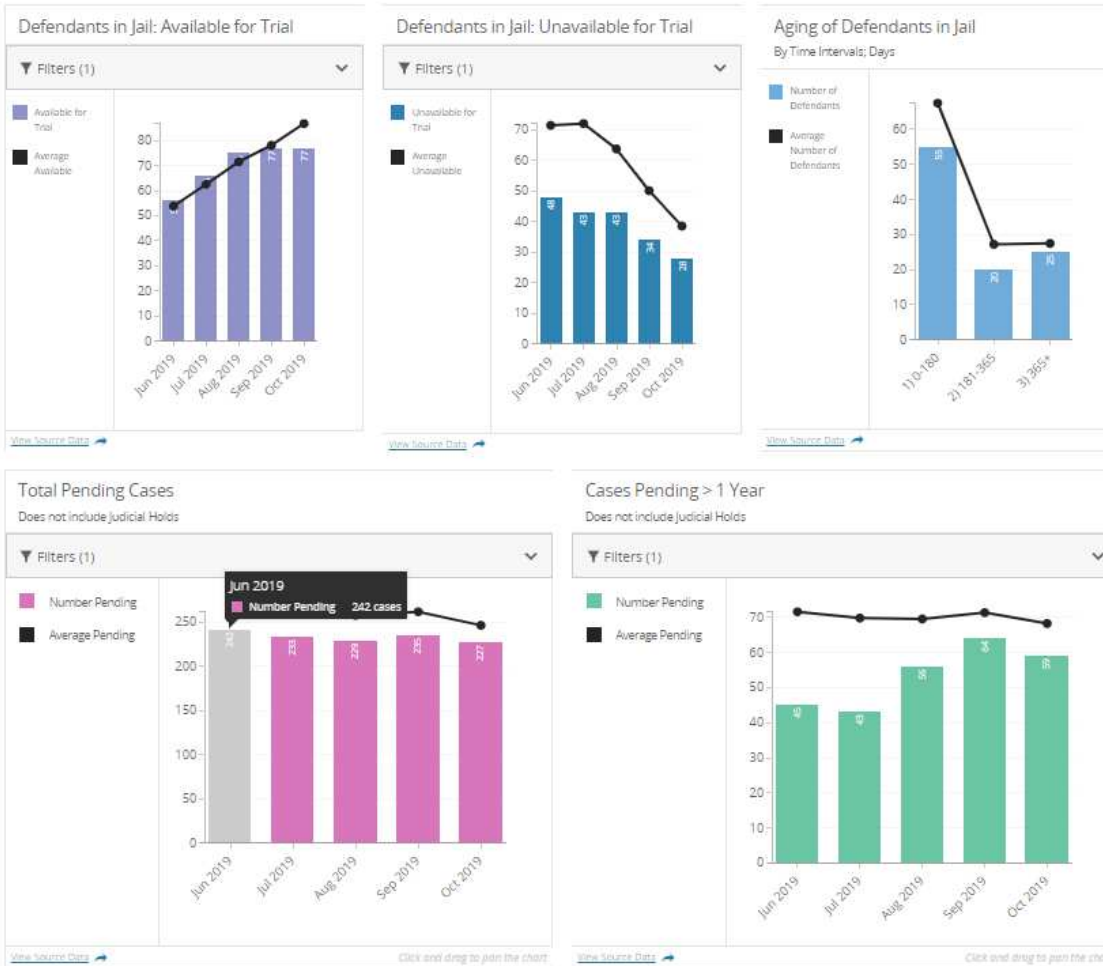 Defendants in Jail: Available for Trial
Filters (1)
Available for
Trial
Average
Available
80
70
60
50
40
30
20
10
0
77
77
Jun 2019
Jul 2019
Aug 2019
Sep 2019
Oct 2019
View Source Data
Defendants in Jail: Unavailable for Trial
Filters (1)
Unavailable for
Trial
Average
Unavailable
70
60
50
40
30
20
10
0
48
43
43
34
28
Jun 2019
Jul 2019
Aug 2019
Sep 2019
Oct 2019
View Source Data
Aging of Defendants in Jail
By Time Intervals; Days
Number of
Defendants
Average
Number of
Defendants
60
50
40
30
20
10
0
55
20
25
1) 0-180
2) 181-365
3) 365+
View Source Data
Total Pending Cases
Does not include Judicial Holds
Filters (1)
Number Pending
Average Pending
Jun 2019
Number Pending 242 cases
250
200
150
100
50
0
242
233
229
235
227
Jun 2019
Jul 2019
Aug 2019
Sep 2019
Oct 2019
View Source Data
Click and drag to pan the chart
Cases Pending > 1 Year
Does not include Judicial Holds
Filters (1)
Number Pending
Average Pending
70
60
50
40
30
20
10
0
45
43
56
64
59
Jun 2019
Jul 2019
Aug 2019
Sep 2019
Oct 2019
View Source Data
Click and drag to pan the cha